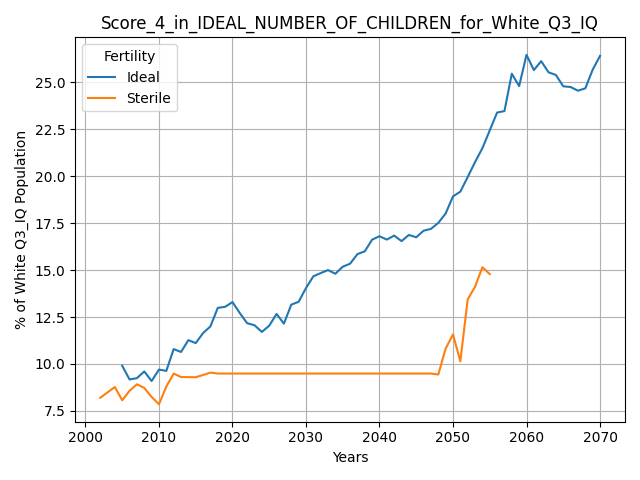 Score_4_in_IDEAL_NUMBER_OF_CHILDREN_for_White_Q3_IQ
Fertility
Ideal
Sterile
% of White Q3_IQ Population
25.0
22.5
20.0
17.5
15.0
12.5
10.0
7.5
2000 2010 2020 2030 2040 2050 2060 2070
Years